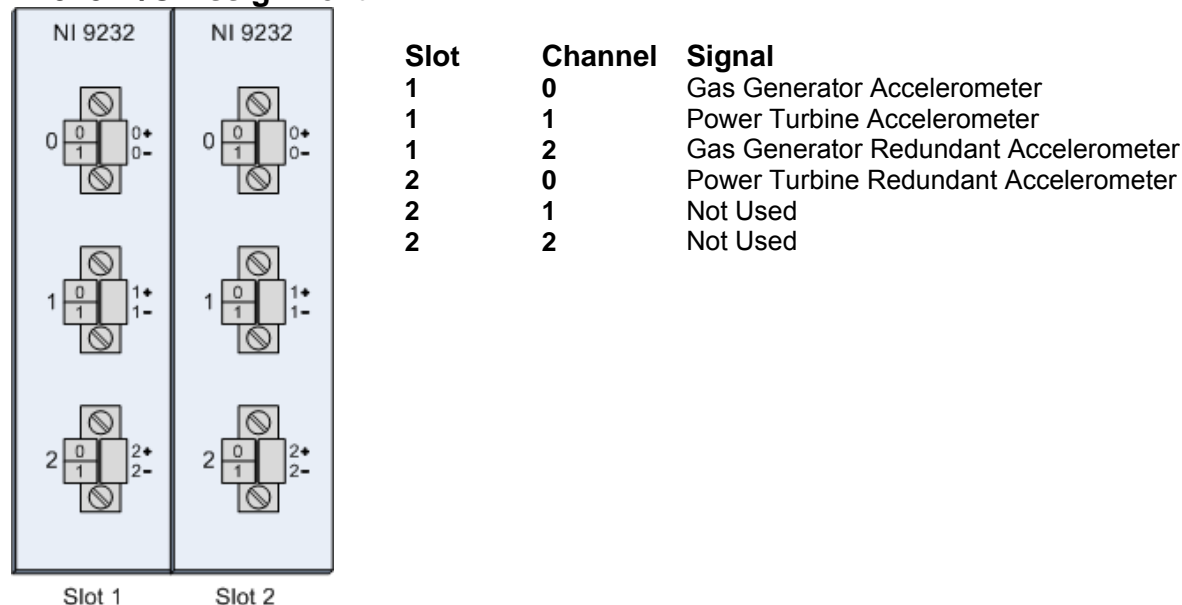 NI 9232 NI 9232
Slot Channel Signal
1 0 Gas Generator Accelerometer
1 1 Power Turbine Accelerometer
1 2 Gas Generator Redundant Accelerometer
2 0 Power Turbine Redundant Accelerometer
2 1 Not Used
2 2 Not Used
0 0 0+ 0 0 0+
1 0- 1 0-
1 0 1+ 1 0 1+
1 1- 1 1-
2 0 2+ 2 0 2+
1 2- 1 2-
Slot 1 Slot 2